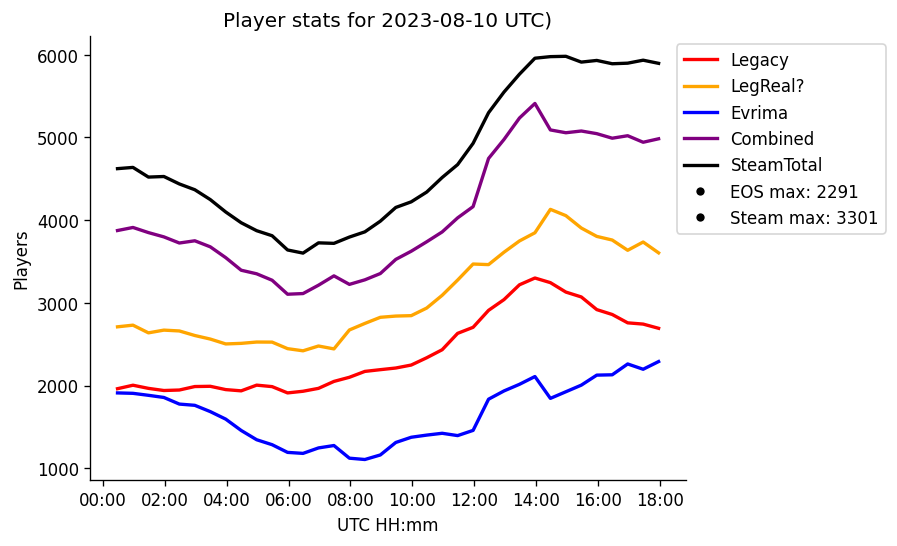 Player stats for 2023-08-10 UTC)
6000
5000
4000
3000
2000
1000
Players
00:00 02:00 04:00 06:00 08:00 10:00 12:00 14:00 16:00 18:00
UTC HH:mm
Legacy
LegReal?
Evrima
Combined
SteamTotal
EOS max: 2291
Steam max: 3301